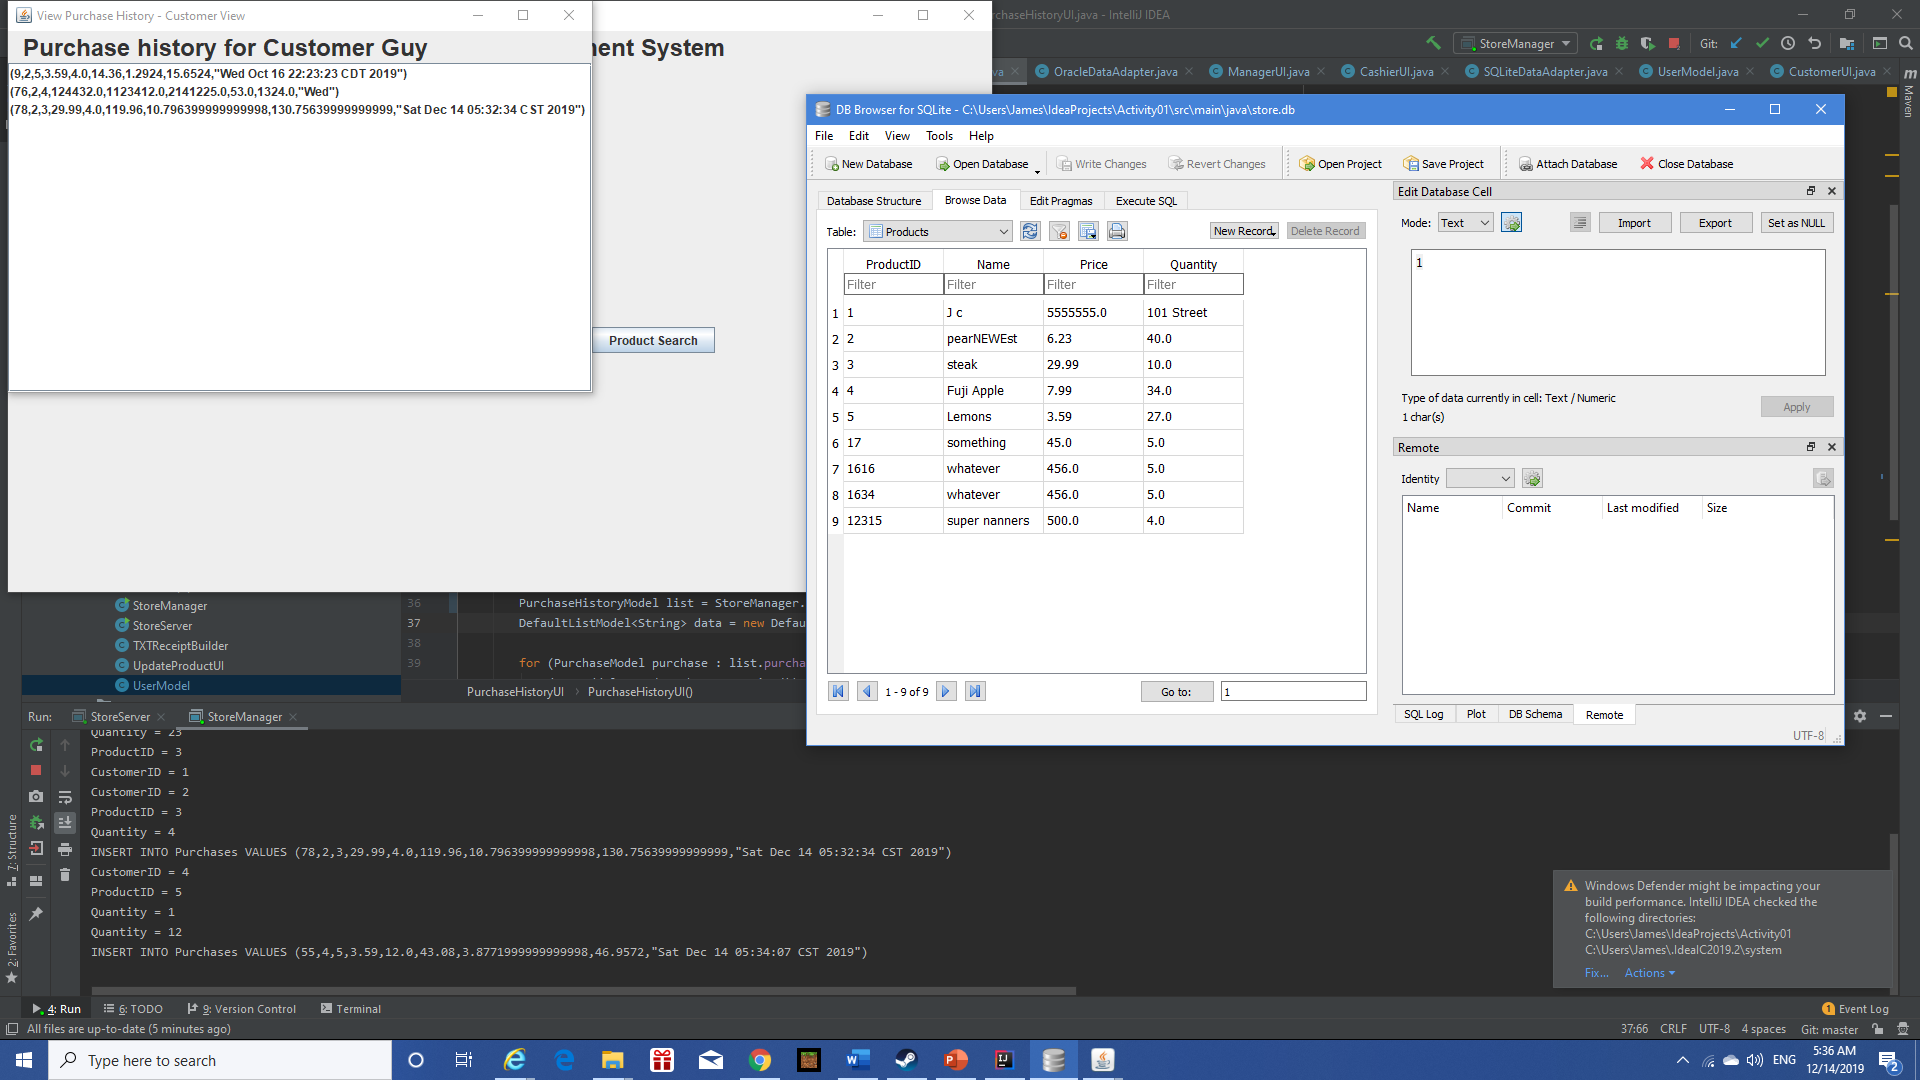 View Purchase History - Customer View
Purchase history for Customer Guy
(9,2,5,3.59,4.0,14.36,1.2924,15.6524,"Wed Oct 16 22:23:23 CDT 2019")
(76,2,4,124432.0,1123412.0,2141225.0,53.0,1324.0,"Wed")
(78,2,3,29.99,4.0,119.96,10.796399999999998,130.75639999999999,"Sat Dec 14 05:32:34 CST 2019")
ment System
Product Search
rchaseHistoryUI.java - IntelliJ IDEA
StoreManager
Git:
va
OracleDataAdapter.java
ManagerUI.java
CashierUI.java
SQLiteDataAdapter.java
UserModel.java
CustomerUI.java
Maven
DB Browser for SQLite - C:\Users\James\IdeaProjects\Activity01\src\main\java\store.db
File Edit View Tools Help
New Database Open Database Write Changes Revert Changes Open Project Save Project Attach Database Close Database
Database Structure Browse Data Edit Pragmas Execute SQL
Table: Products New Record Delete Record
ProductID Name Price Quantity
Filter Filter Filter Filter
1 1 J c 5555555.0 101 Street
2 2 pearNEWEst 6.23 40.0
3 3 steak 29.99 10.0
4 4 Fuji Apple 7.99 34.0
5 5 Lemons 3.59 27.0
6 17 something 45.0 5.0
7 1616 whatever 456.0 5.0
8 1634 whatever 456.0 5.0
9 12315 super nanners 500.0 4.0
1 - 9 of 9 Go to: 1
Edit Database Cell
Mode: Text Import Export Set as NULL
1
Type of data currently in cell: Text / Numeric
1 char(s)
Apply
Remote
Identity
Name Commit Last modified Size
SQL Log Plot DB Schema Remote
UTF-8
StoreManager
StoreServer
TXTReceiptBuilder
UpdateProductUI
UserModel
36 PurchaseHistoryModel list = StoreManager.
37 DefaultListModel<String> data = new Defau
38
39 for (PurchaseModel purchase : list.purcha
PurchaseHistoryUI PurchaseHistoryUI()
Run: StoreServer StoreManager
Quantity = 23
ProductID = 3
CustomerID = 1
CustomerID = 2
ProductID = 3
Quantity = 4
INSERT INTO Purchases VALUES (78,2,3,29.99,4.0,119.96,10.796399999999998,130.75639999999999,"Sat Dec 14 05:32:34 CST 2019")
CustomerID = 4
ProductID = 5
Quantity = 1
Quantity = 12
INSERT INTO Purchases VALUES (55,4,5,3.59,12.0,43.08,3.8771999999999998,46.9572,"Sat Dec 14 05:34:07 CST 2019")
7: Structure
2: Favorites
Windows Defender might be impacting your
build performance. IntelliJ IDEA checked the
following directories:
C:\Users\James\IdeaProjects\Activity01
C:\Users\James\.IdeaIC2019.2\system
Fix... Actions
4: Run 6: TODO 9: Version Control Terminal
1 Event Log
All files are up-to-date (5 minutes ago)
37:66 CRLF UTF-8 4 spaces Git: master
Type here to search
ENG
5:36 AM
12/14/2019
2